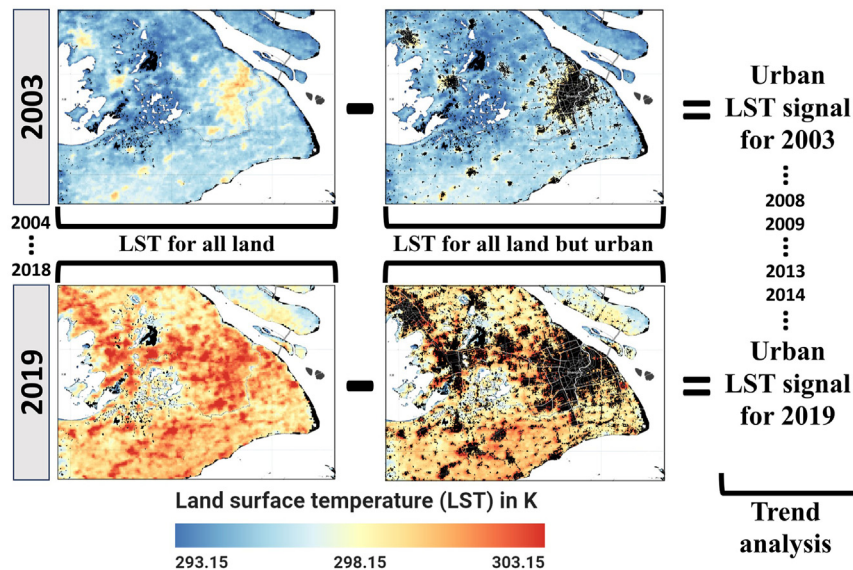 2003
Urban
LST signal
for 2003
2004
2018
LST for all land
LST for all land but urban
2008
2009
2013
2014
2019
Urban
LST signal
for 2019
Land surface temperature (LST) in K
293.15
298.15
303.15
Trend
analysis